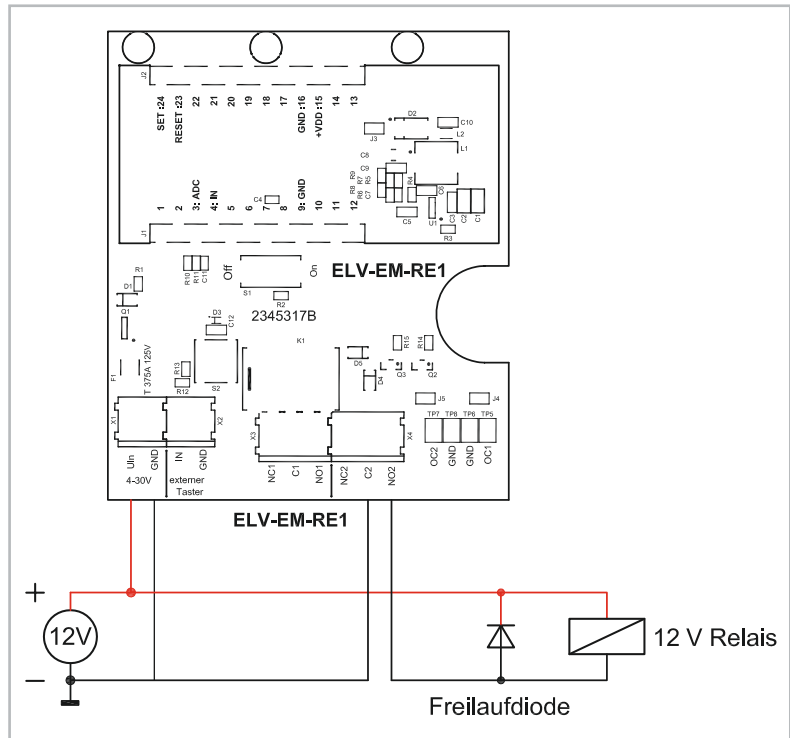 J2
SET :24
RESET :23
22
21
20
19
18
17
GND :16
+VDD :15
14
13
D2
C10
J3
L2
L1
C8
C9
R9
R7
R5
R4
R8
R6
C7
C6
C5
U1
C3
C2
C1
R3
C4
1
2
3: ADC
4: IN
5
6
7
8
9: GND
10
11
12
J1
ELV-EM-RE1
R1
R10
R11
C11
Off
On
S1
R2
D1
Q1
D3
C12
2345317B
K1
R15
R14
D5
D4
Q3
Q2
F1
T 375A 125V
R13
R12
S2
J5
J4
X1
X2
X3
X4
TP7
TP8
TP6
TP5
UIn
GND
IN
GND
NC1
C1
NO1
NC2
C2
NO2
OC2
GND
GND
OC1
4-30V
externer
Taster
ELV-EM-RE1
+
12V
12 V Relais
–
Freilaufdiode